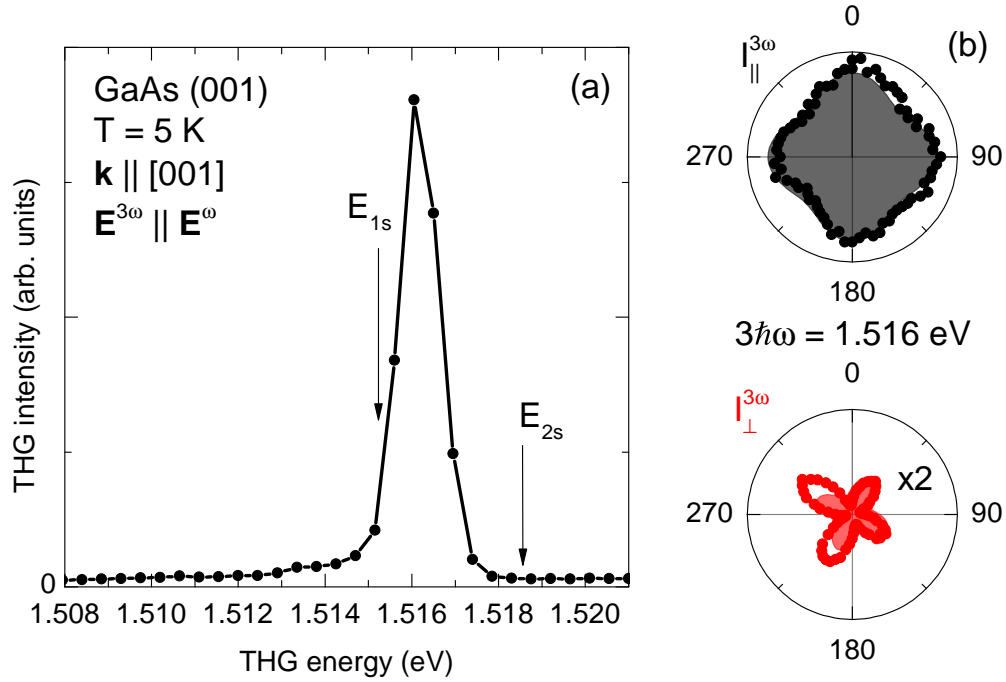 (a)
GaAs (001)
T = 5 K
k || [001]
E³ω || Eω
E1s
E2s
THG intensity (arb. units)
0
1.508 1.510 1.512 1.514 1.516 1.518 1.520
THG energy (eV)
(b)
I||³ω
0
270 90
180
3ħω = 1.516 eV
I⊥³ω
0
x2
270 90
180